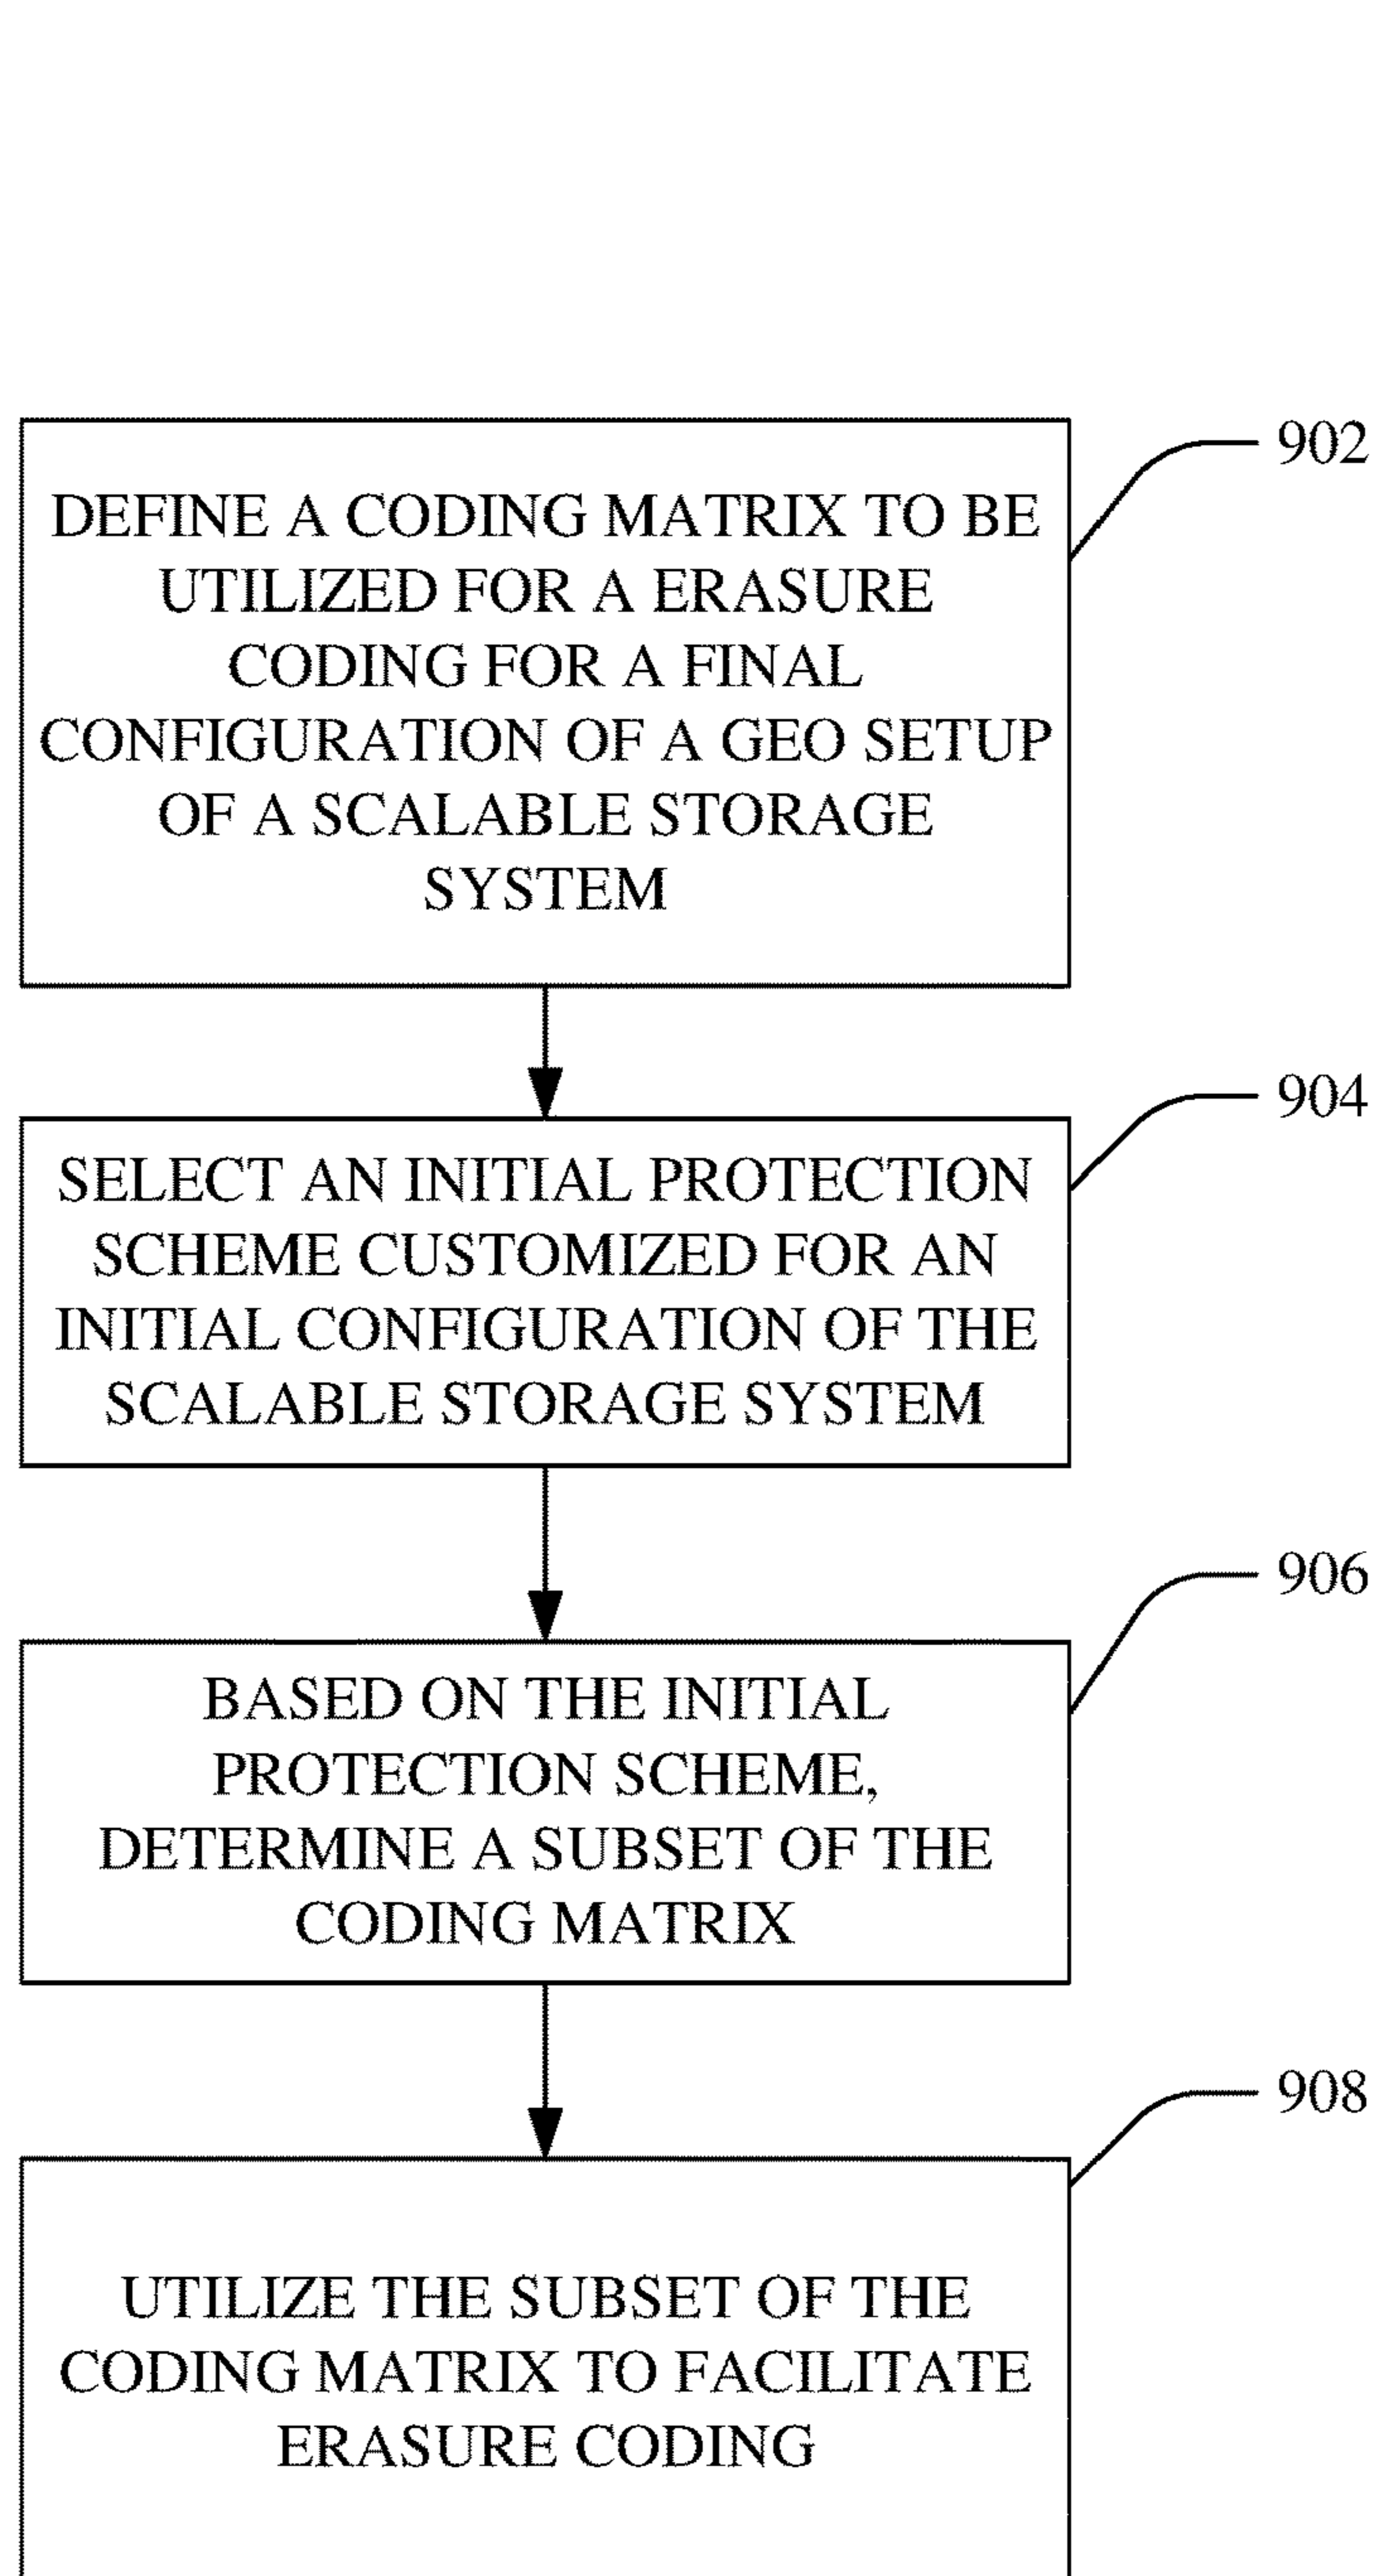 902
DEFINE A CODING MATRIX TO BE
UTILIZED FOR A ERASURE
CODING FOR A FINAL
CONFIGURATION OF A GEO SETUP
OF A SCALABLE STORAGE
SYSTEM
904
SELECT AN INITIAL PROTECTION
SCHEME CUSTOMIZED FOR AN
INITIAL CONFIGURATION OF THE
SCALABLE STORAGE SYSTEM
906
BASED ON THE INITIAL
PROTECTION SCHEME,
DETERMINE A SUBSET OF THE
CODING MATRIX
908
UTILIZE THE SUBSET OF THE
CODING MATRIX TO FACILITATE
ERASURE CODING